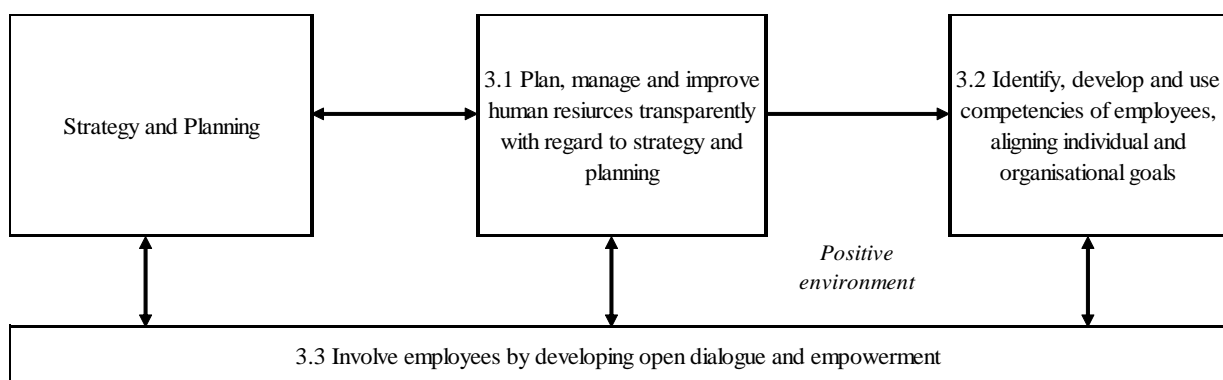 Strategy and Planning
3.1 Plan, manage and improve
human resiurces transparently
with regard to strategy and
planning
3.2 Identify, develop and use
competencies of employees,
aligning individual and
organisational goals
Positive
environment
3.3 Involve employees by developing open dialogue and empowerment